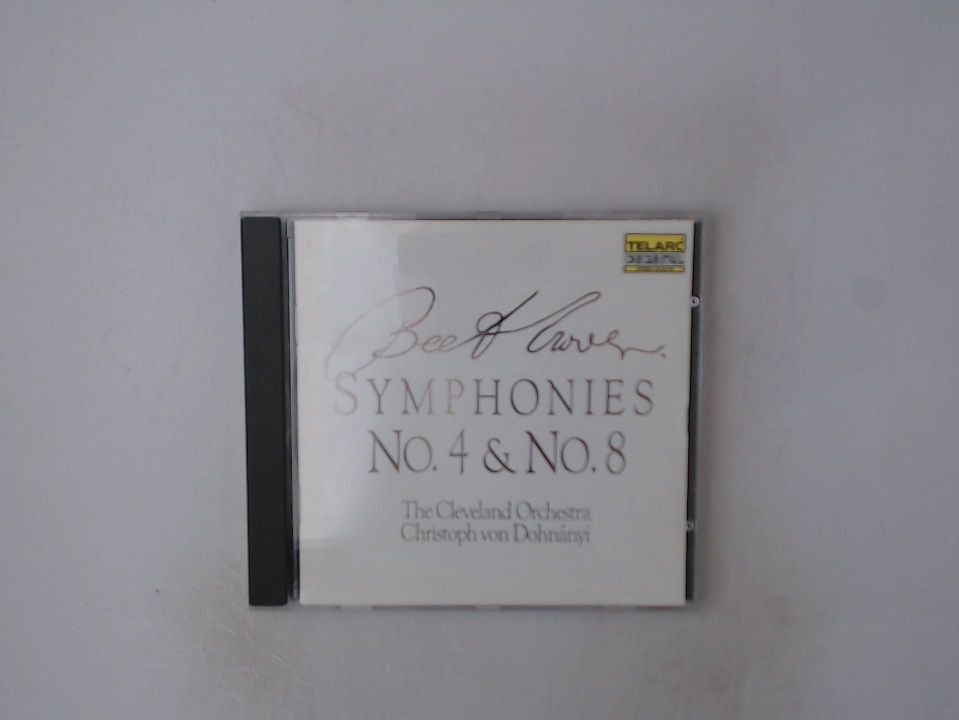 TELARC
DIGITAL
Beethoven
SYMPHONIES
NO. 4 & NO. 8
The Cleveland Orchestra
Christoph von Dohnányi